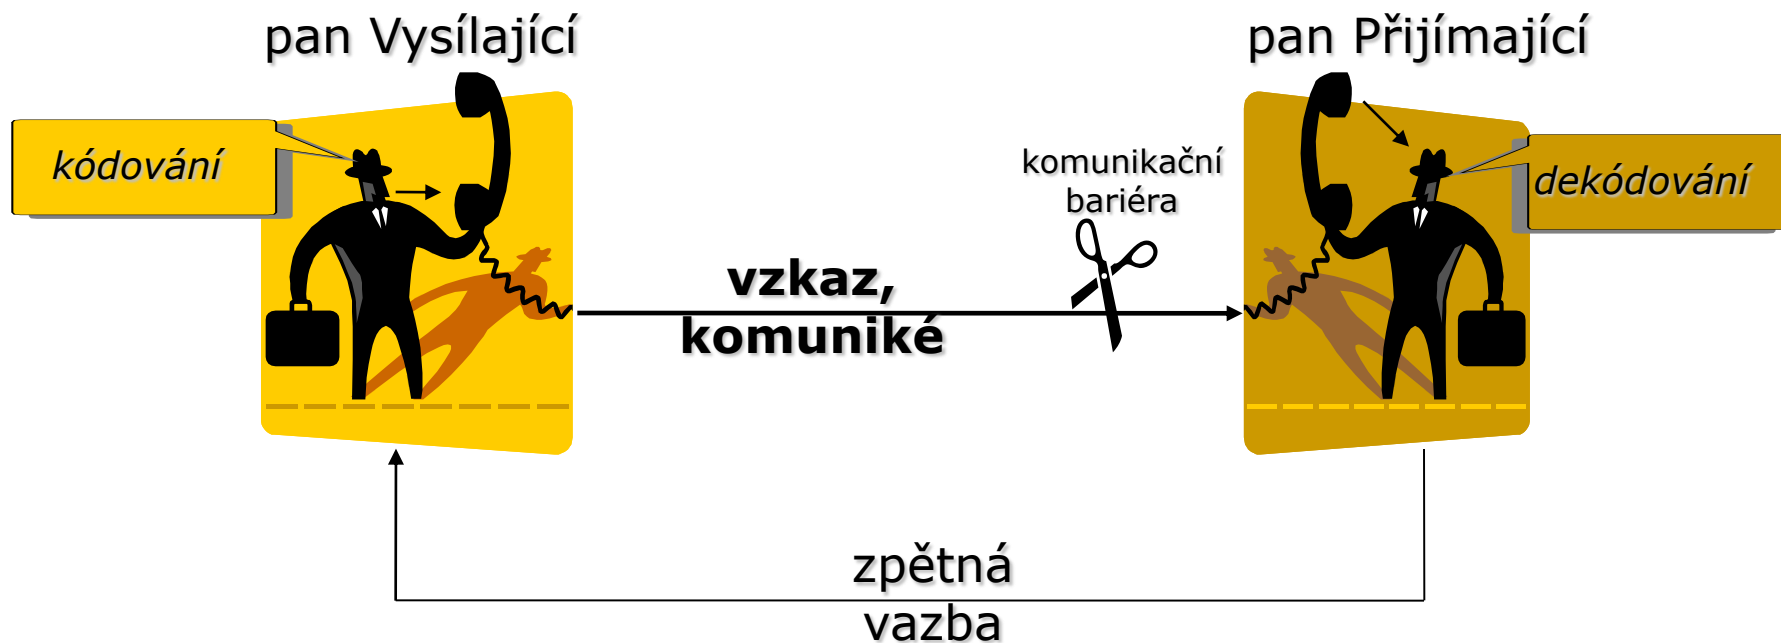 pan Vysílající
pan Přijímající
kódování
komunikační
bariéra
dekódování
vzkaz,
komuniké
zpětná
vazba